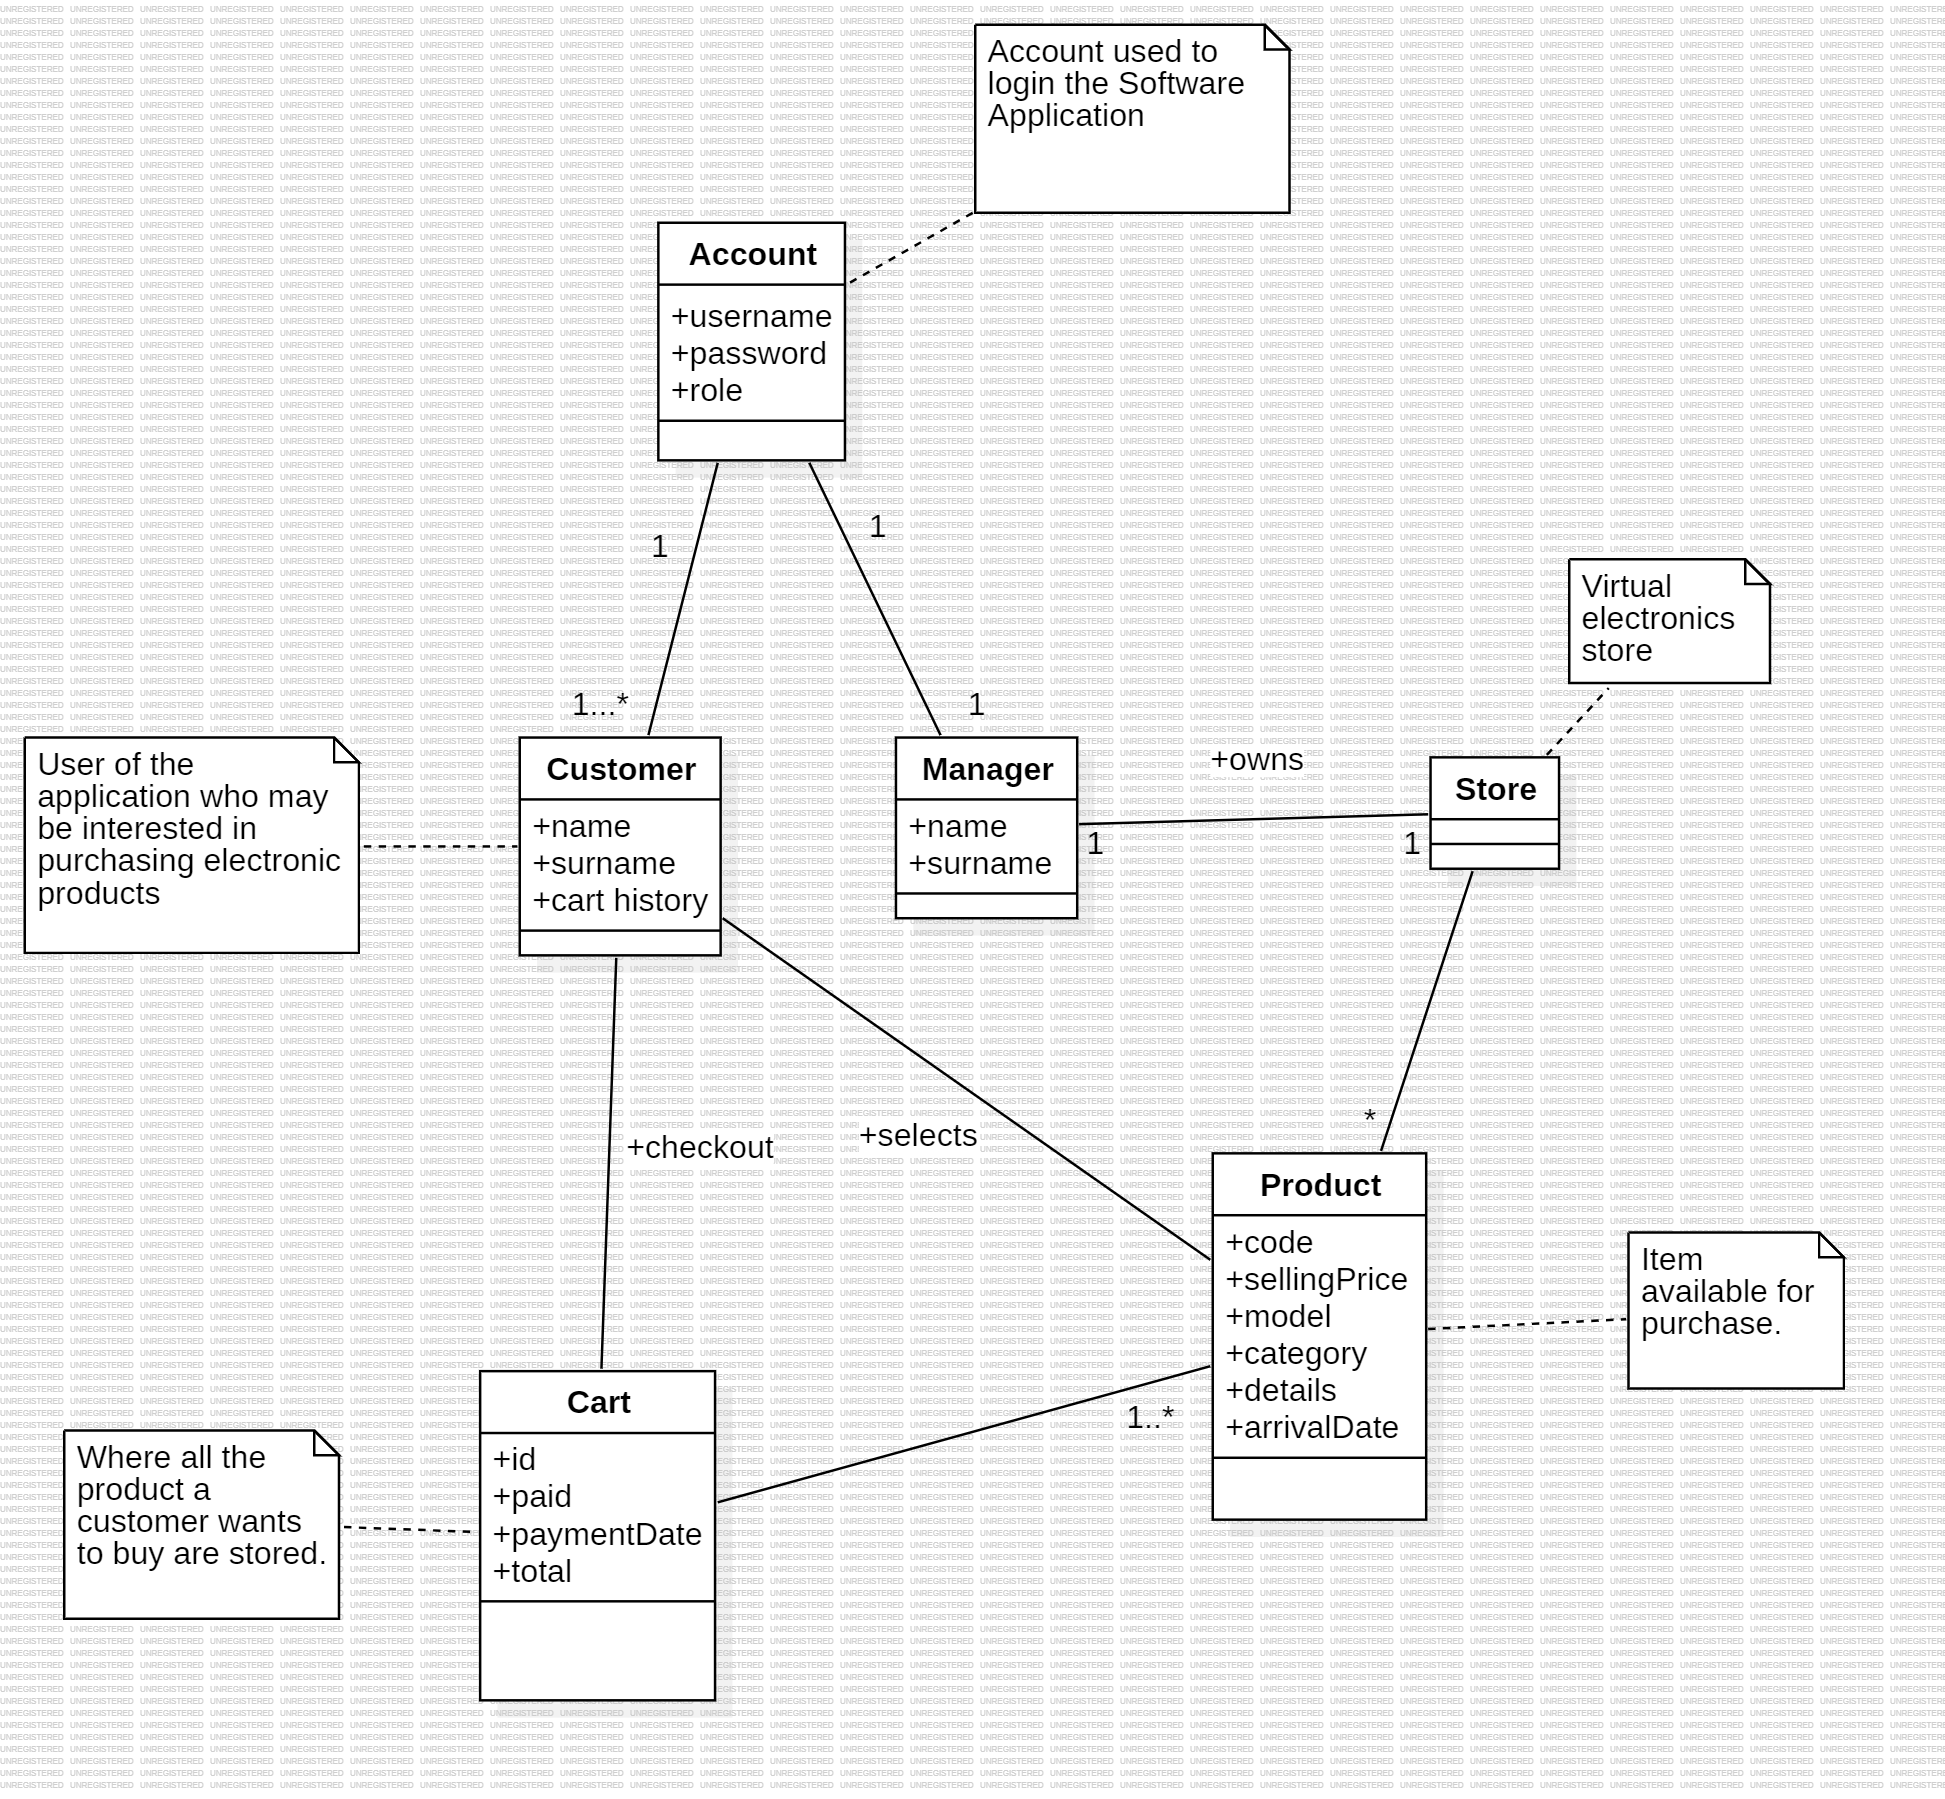 Account used to
login the Software
Application
Account
+username
+password
+role
1
1
1...*
1
Virtual
electronics
store
User of the
application who may
be interested in
purchasing electronic
products
Customer
+name
+surname
+cart history
Manager
+name
+surname
+owns
1
1
Store
+checkout
+selects
*
Product
+code
+sellingPrice
+model
+category
+details
+arrivalDate
Item
available for
purchase.
1..*
Cart
+id
+paid
+paymentDate
+total
Where all the
product a
customer wants
to buy are stored.
UNREGISTERED